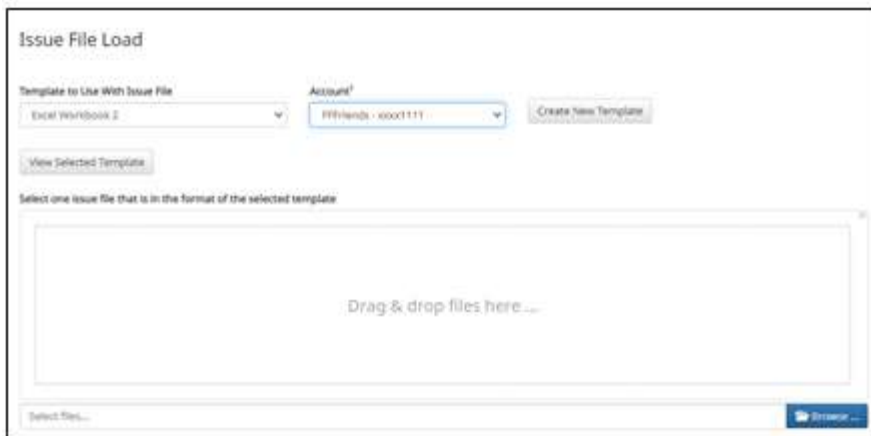 Issue File Load
Template to Use With Issue File
Account¹
Excel Workbook 2
xxxx1111
Create New Template
View Selected Template
Select one issue file that is in the format of the selected template
Drag & drop files here ...
Select files...
Browse ...